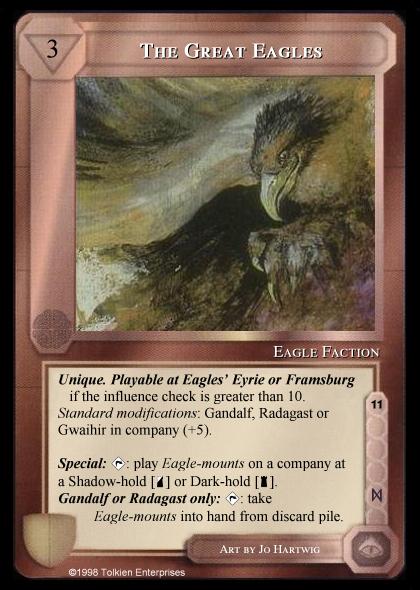 3
THE GREAT EAGLES
EAGLE FACTION
Unique. Playable at Eagles' Eyrie or Framsburg
if the influence check is greater than 10.
Standard modifications: Gandalf, Radagast or
Gwaihir in company (+5).
Special: : play Eagle-mounts on a company at
a Shadow-hold [] or Dark-hold [].
Gandalf or Radagast only: : take
Eagle-mounts into hand from discard pile.
11
ART BY JO HARTWIG
©1998 Tolkien Enterprises